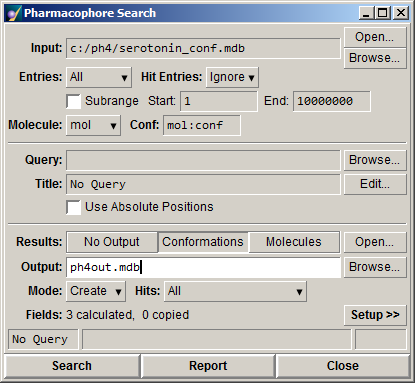 Pharmacophore Search
Input: c:/ph4/serotonin_conf.mdb Open...
Browse...
Entries: All Hit Entries: Ignore
Subrange Start: 1 End: 10000000
Molecule: mol Conf: mol:conf
Query: Browse...
Title: No Query Edit...
Use Absolute Positions
Results: No Output Conformations Molecules Open...
Output: ph4out.mdb Browse...
Mode: Create Hits: All
Fields: 3 calculated, 0 copied Setup >>
No Query
Search Report Close